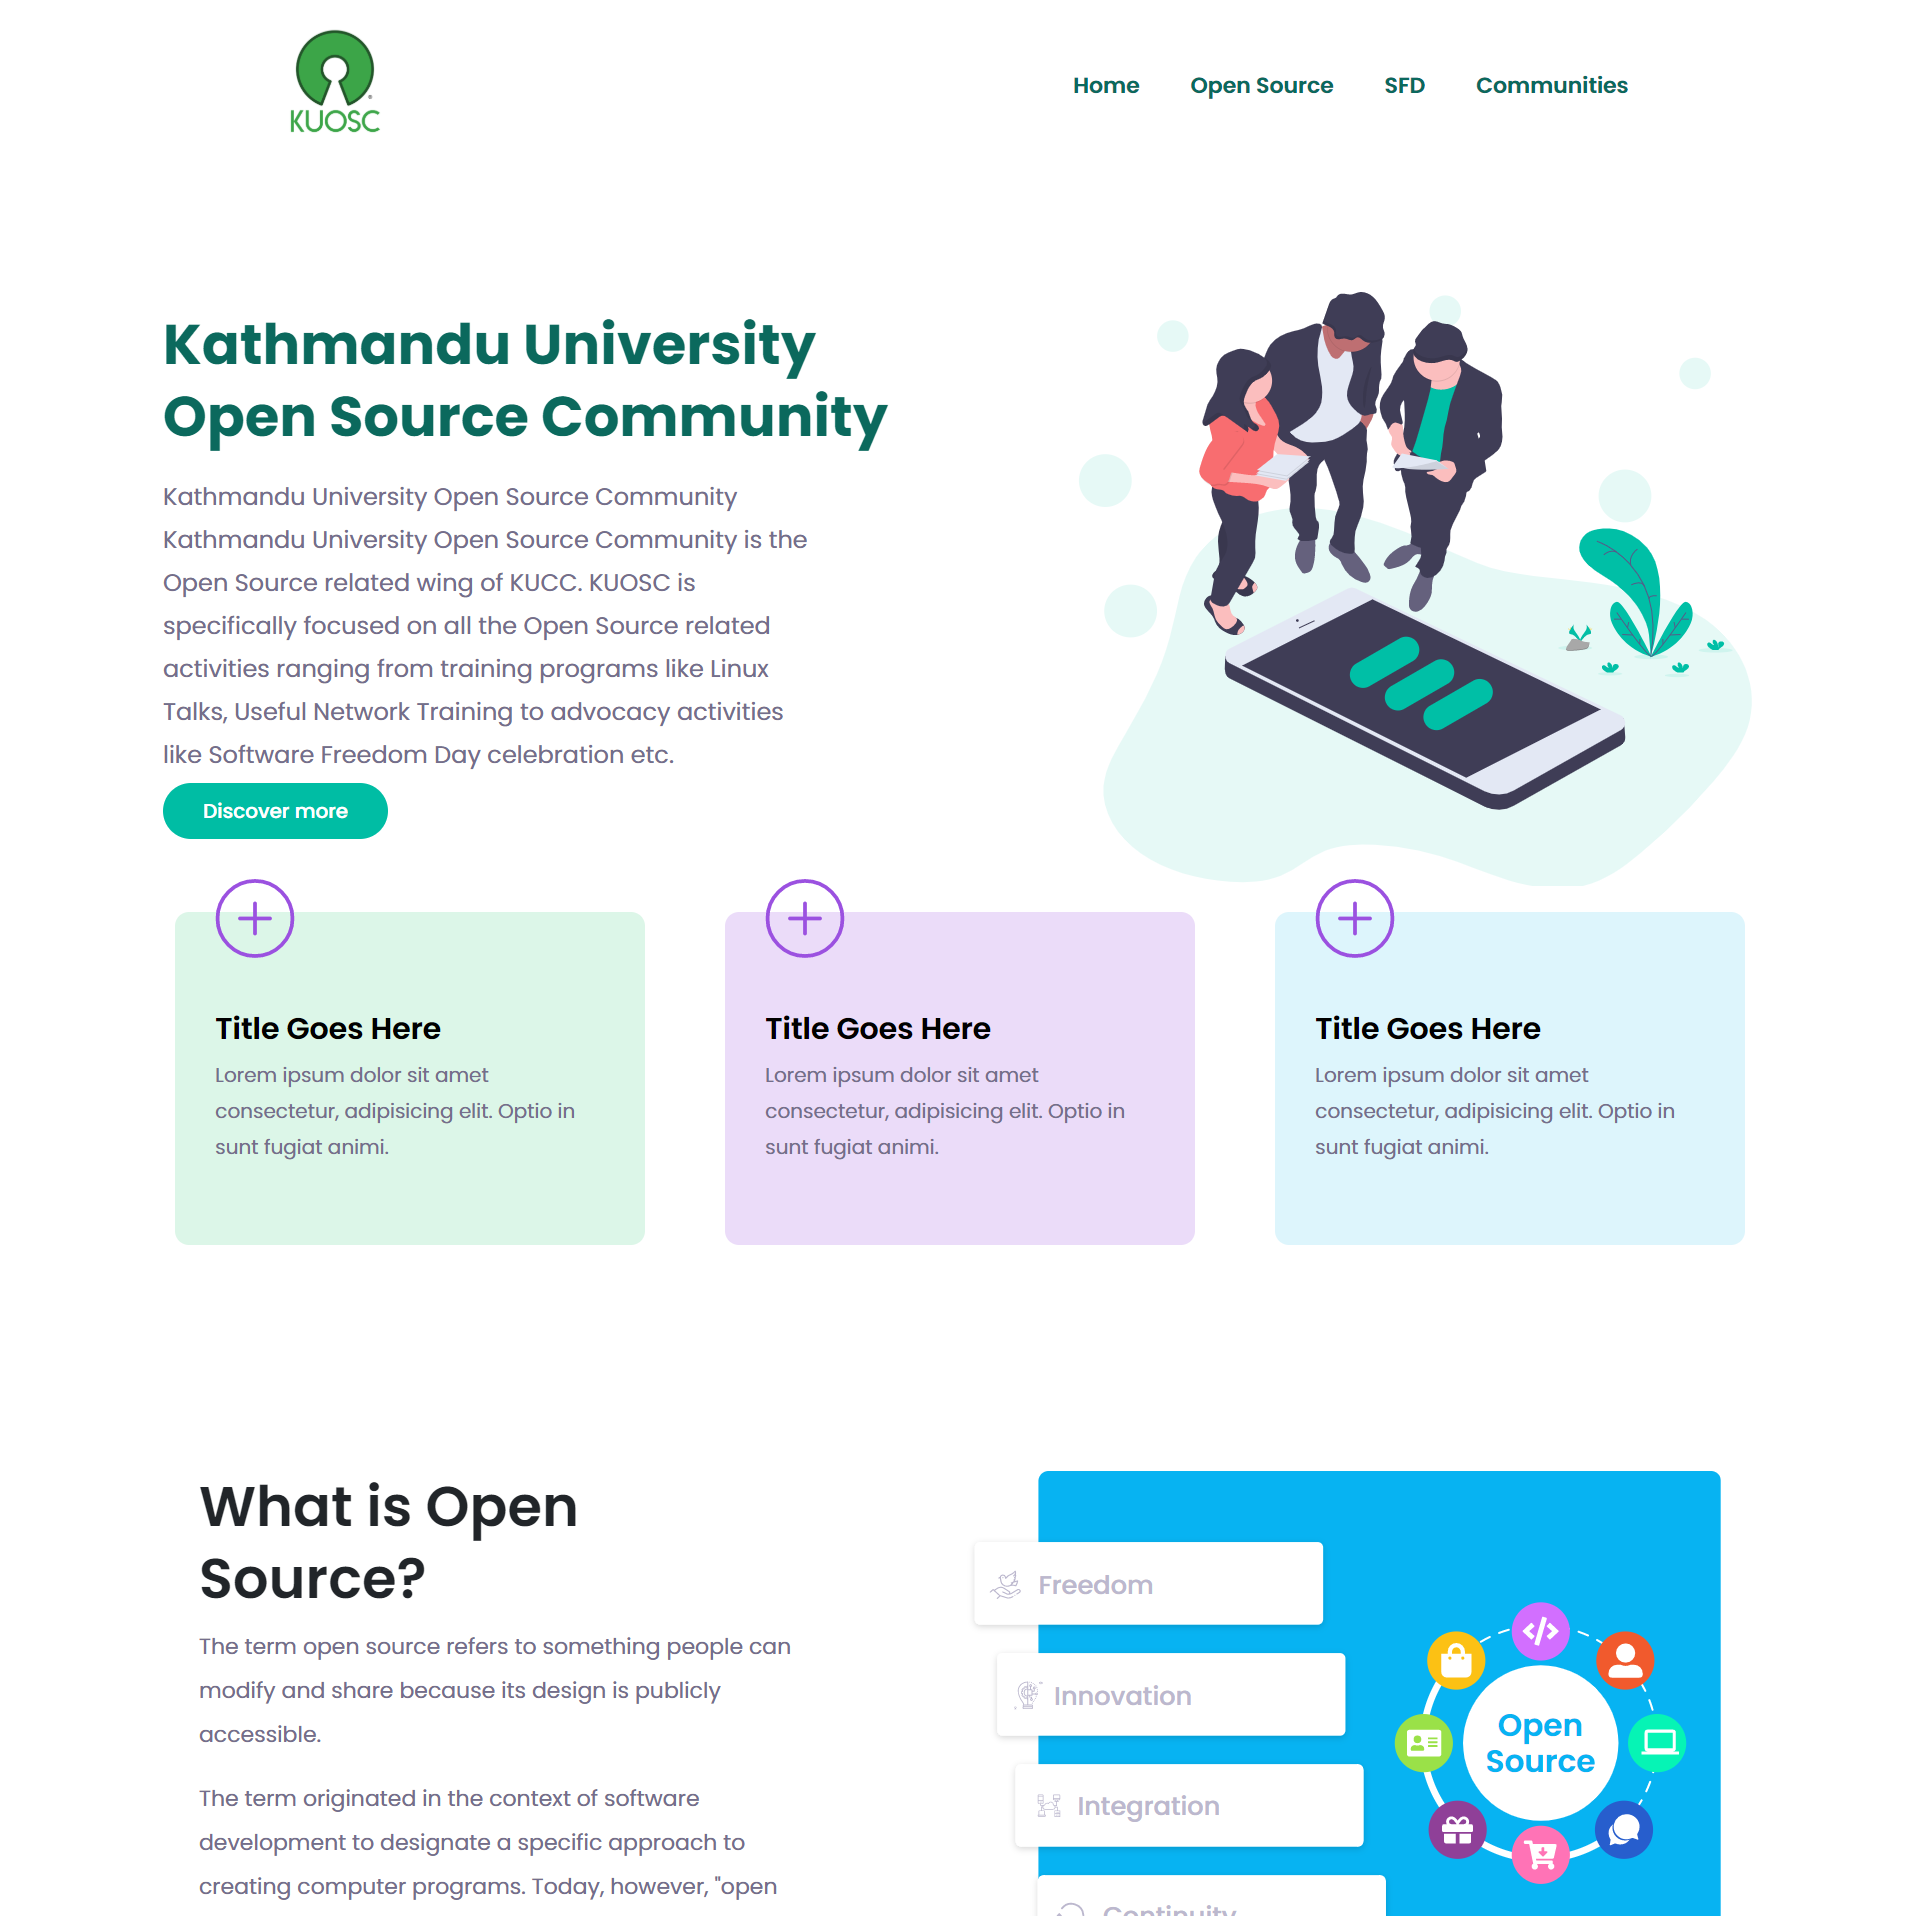 KUOSC
Home
Open Source
SFD
Communities
Kathmandu University
Open Source Community
Kathmandu University Open Source Community
Kathmandu University Open Source Community is the
Open Source related wing of KUCC. KUOSC is
specifically focused on all the Open Source related
activities ranging from training programs like Linux
Talks, Useful Network Training to advocacy activities
like Software Freedom Day celebration etc.
Discover more
Title Goes Here
Lorem ipsum dolor sit amet
consectetur, adipisicing elit. Optio in
sunt fugiat animi.
Title Goes Here
Lorem ipsum dolor sit amet
consectetur, adipisicing elit. Optio in
sunt fugiat animi.
Title Goes Here
Lorem ipsum dolor sit amet
consectetur, adipisicing elit. Optio in
sunt fugiat animi.
What is Open
Source?
The term open source refers to something people can
modify and share because its design is publicly
accessible.
The term originated in the context of software
development to designate a specific approach to
creating computer programs. Today, however, "open
Freedom
Innovation
Integration
Continuity
Open
Source